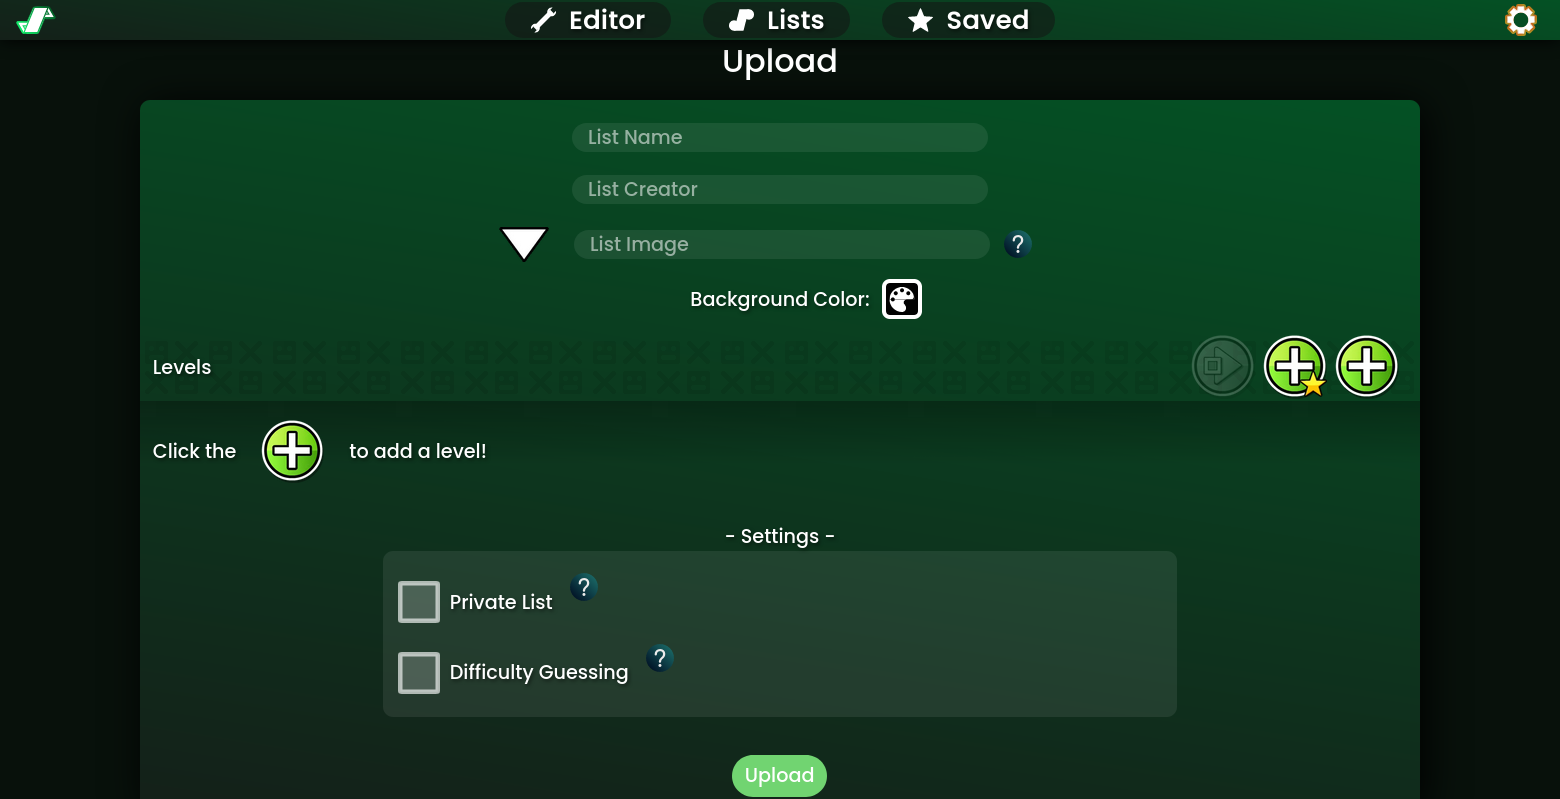 Editor
Lists
Saved
Upload
List Name
List Creator
List Image
?
Background Color:
Levels
Click the
to add a level!
- Settings -
Private List
?
Difficulty Guessing
?
Upload